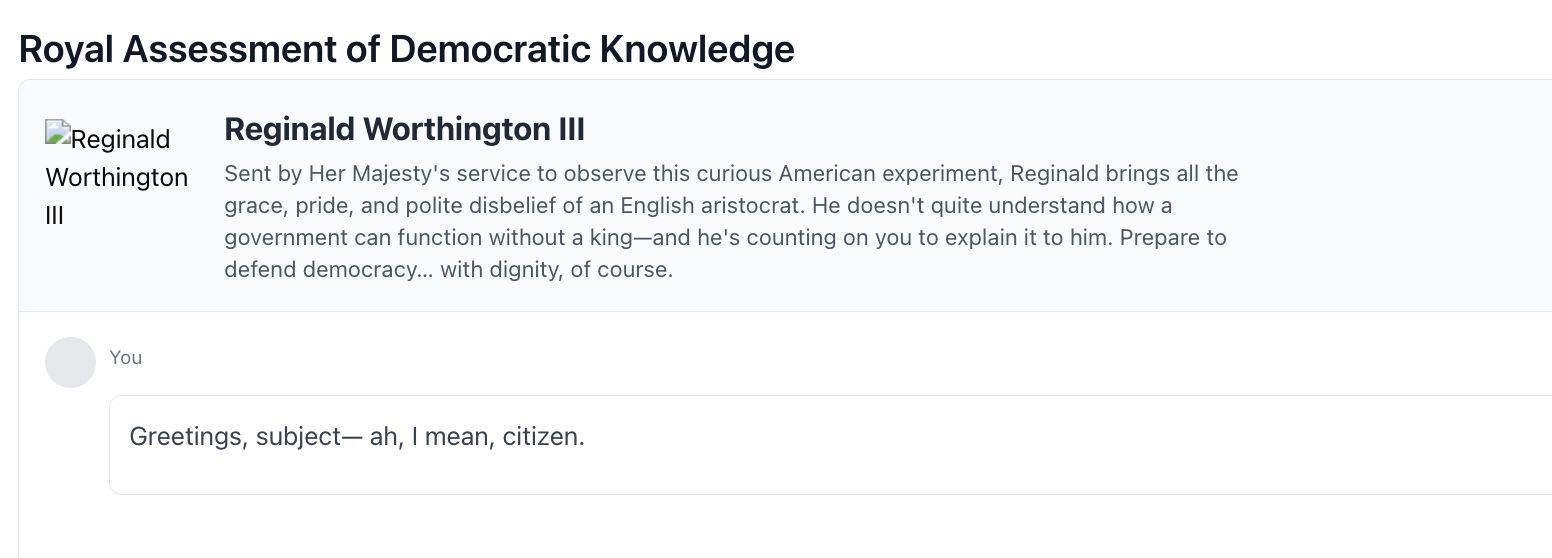 Royal Assessment of Democratic Knowledge
Reginald
Worthington
III
Reginald Worthington III
Sent by Her Majesty's service to observe this curious American experiment, Reginald brings all the
grace, pride, and polite disbelief of an English aristocrat. He doesn't quite understand how a
government can function without a king—and he's counting on you to explain it to him. Prepare to
defend democracy... with dignity, of course.
You
Greetings, subject— ah, I mean, citizen.